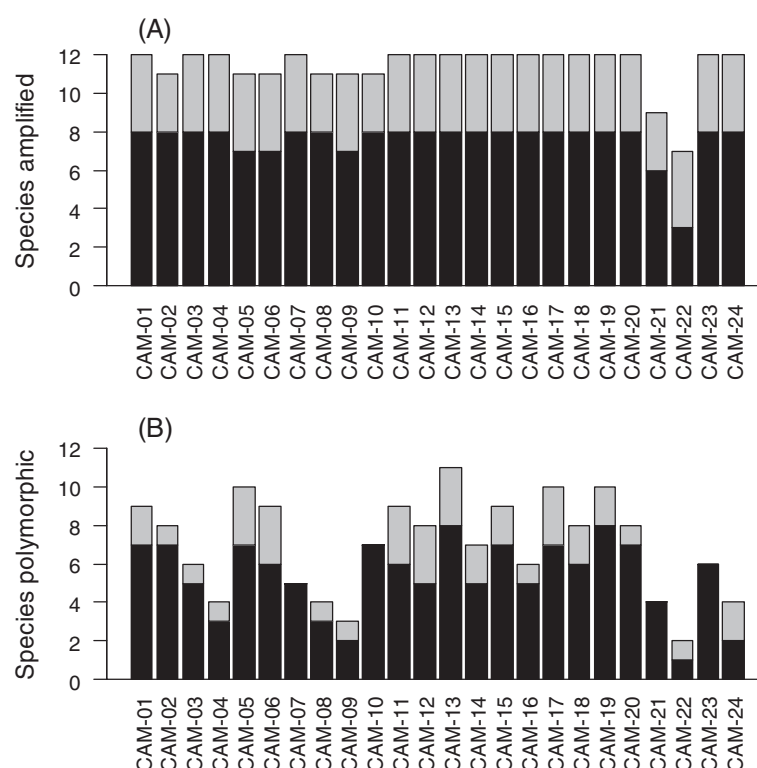 (A)
Species amplified
12
10
8
6
4
2
0
CAM-01
CAM-02
CAM-03
CAM-04
CAM-05
CAM-06
CAM-07
CAM-08
CAM-09
CAM-10
CAM-11
CAM-12
CAM-13
CAM-14
CAM-15
CAM-16
CAM-17
CAM-18
CAM-19
CAM-20
CAM-21
CAM-22
CAM-23
CAM-24
(B)
Species polymorphic
12
10
8
6
4
2
0
CAM-01
CAM-02
CAM-03
CAM-04
CAM-05
CAM-06
CAM-07
CAM-08
CAM-09
CAM-10
CAM-11
CAM-12
CAM-13
CAM-14
CAM-15
CAM-16
CAM-17
CAM-18
CAM-19
CAM-20
CAM-21
CAM-22
CAM-23
CAM-24